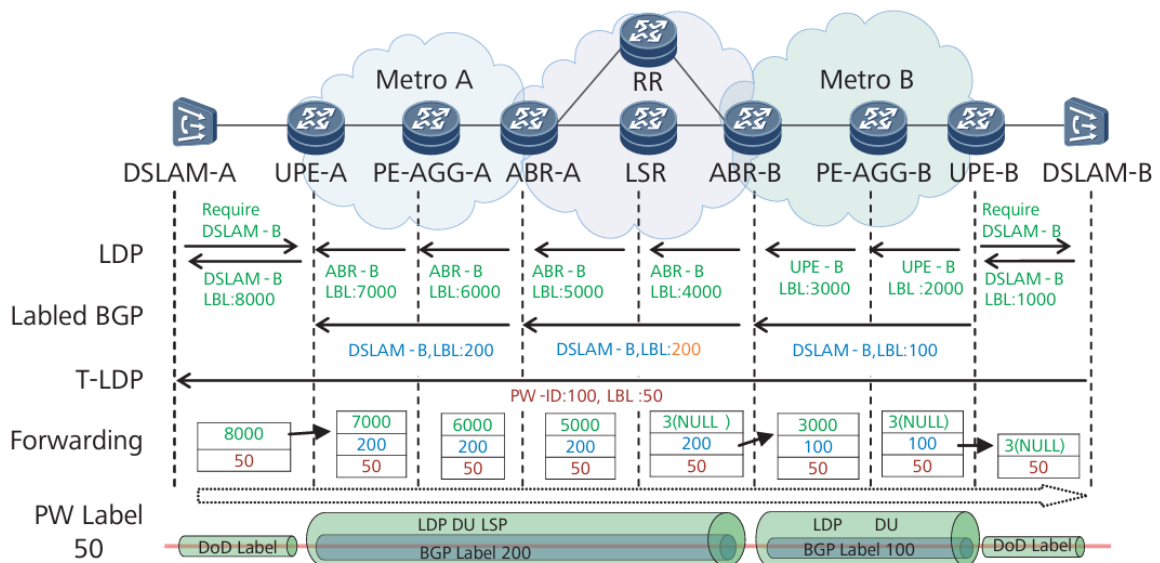 Metro A
RR
Metro B
DSLAM-A UPE-A PE-AGG-A ABR-A LSR ABR-B PE-AGG-B UPE-B DSLAM-B
LDP
Require
DSLAM - B
DSLAM - B
LBL:8000
ABR - B
LBL:7000
ABR - B
LBL:6000
ABR - B
LBL:5000
ABR - B
LBL:4000
UPE - B
LBL:3000
UPE - B
LBL :2000
Require
DSLAM - B
DSLAM - B
LBL:1000
Labled BGP
DSLAM - B,LBL:200
DSLAM - B,LBL:200
DSLAM - B,LBL:100
T-LDP
PW -ID:100, LBL :50
Forwarding
8000
50
7000
200
50
6000
200
50
5000
200
50
3(NULL )
200
50
3000
100
50
3(NULL)
100
50
3(NULL)
50
PW Label
50
DoD Label
LDP DU LSP
BGP Label 200
LDP DU
BGP Label 100
DoD Label